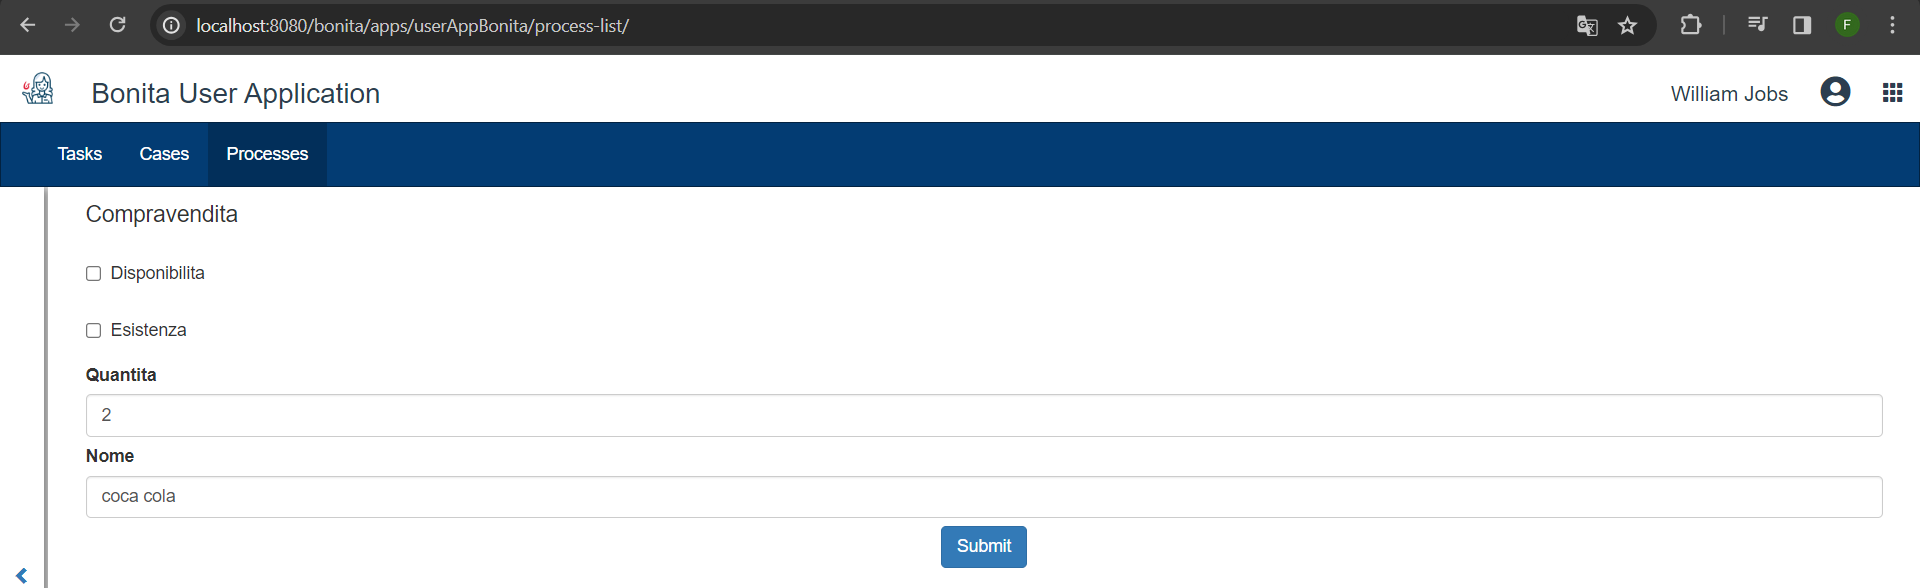 localhost:8080/bonita/apps/userAppBonita/process-list/
F
Bonita User Application
William Jobs
Tasks
Cases
Processes
Compravendita
Disponibilita
Esistenza
Quantita
2
Nome
coca cola
Submit